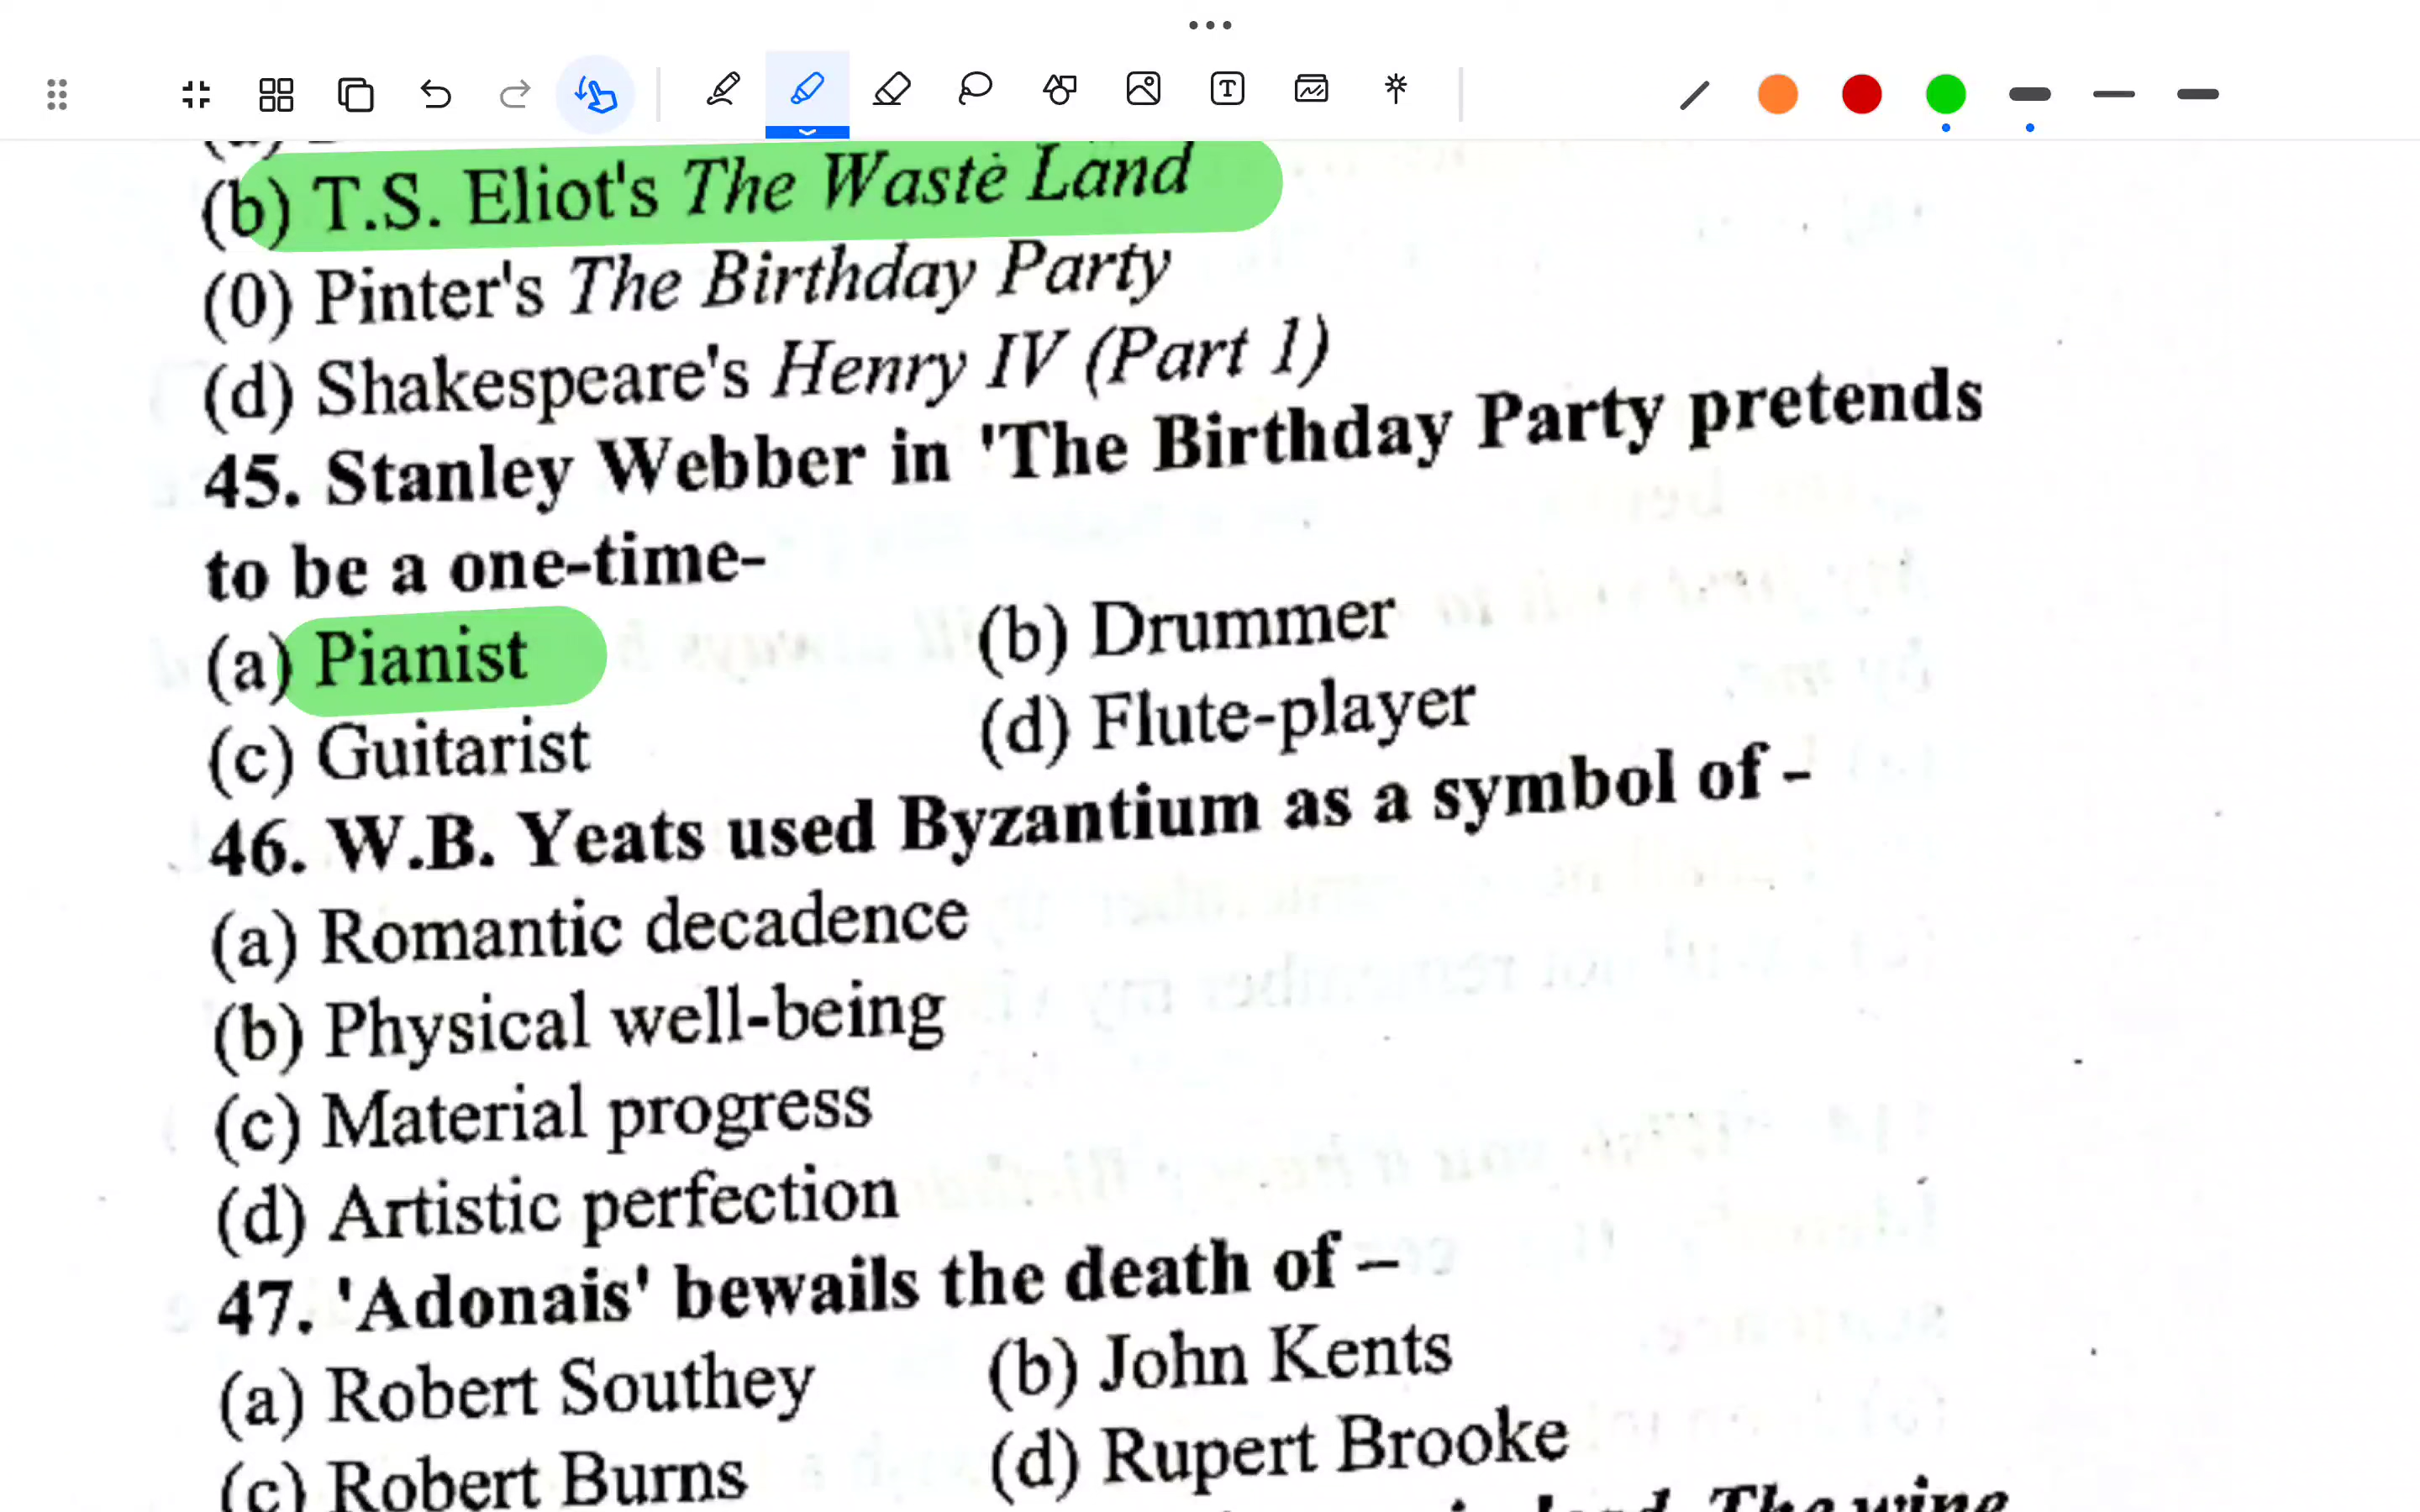 (b) T.S. Eliot's The Waste Land
(0) Pinter's The Birthday Party
(d) Shakespeare's Henry IV (Part 1)
45. Stanley Webber in 'The Birthday Party pretends
to be a one-time-
(a) Pianist (b) Drummer
(c) Guitarist (d) Flute-player
46. W.B. Yeats used Byzantium as a symbol of -
(a) Romantic decadence
(b) Physical well-being
(c) Material progress
(d) Artistic perfection
47. 'Adonais' bewails the death of –
(a) Robert Southey (b) John Kents
(c) Robert Burns (d) Rupert Brooke
The wine